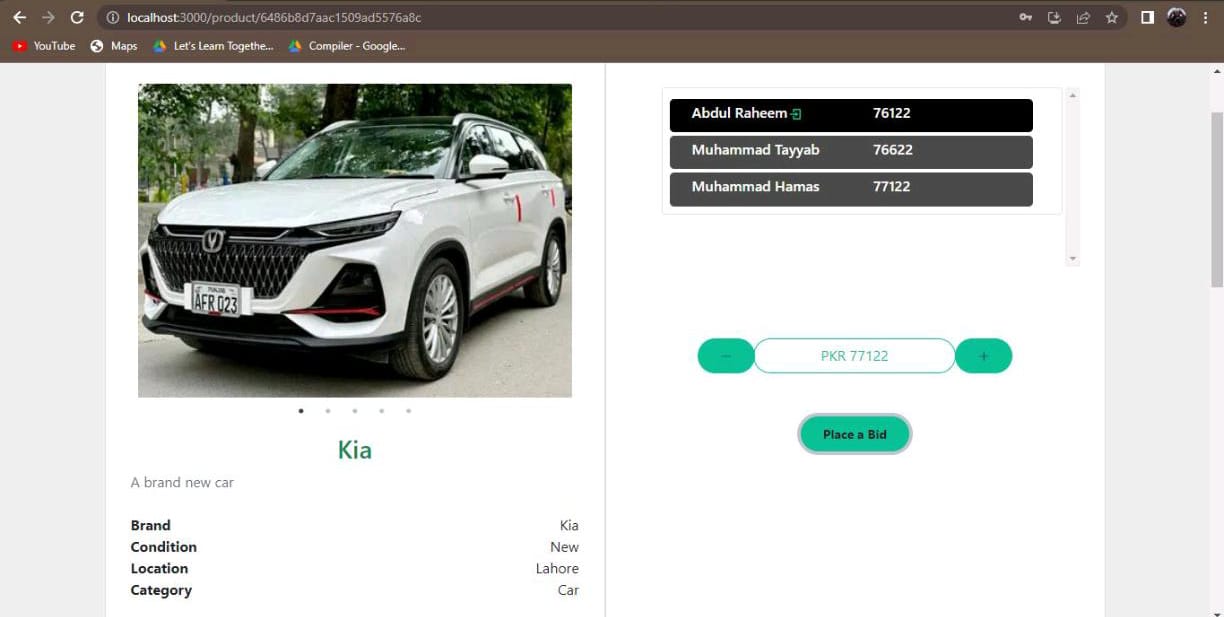 localhost:3000/product/6486b8d7aac1509ad5576a8c
YouTube
Maps
Let's Learn Togethe...
Compiler - Google...
PUNJAB
AFR 023
Kia
A brand new car
Brand Kia
Condition New
Location Lahore
Category Car
Abdul Raheem 76122
Muhammad Tayyab 76622
Muhammad Hamas 77122
− PKR 77122 +
Place a Bid